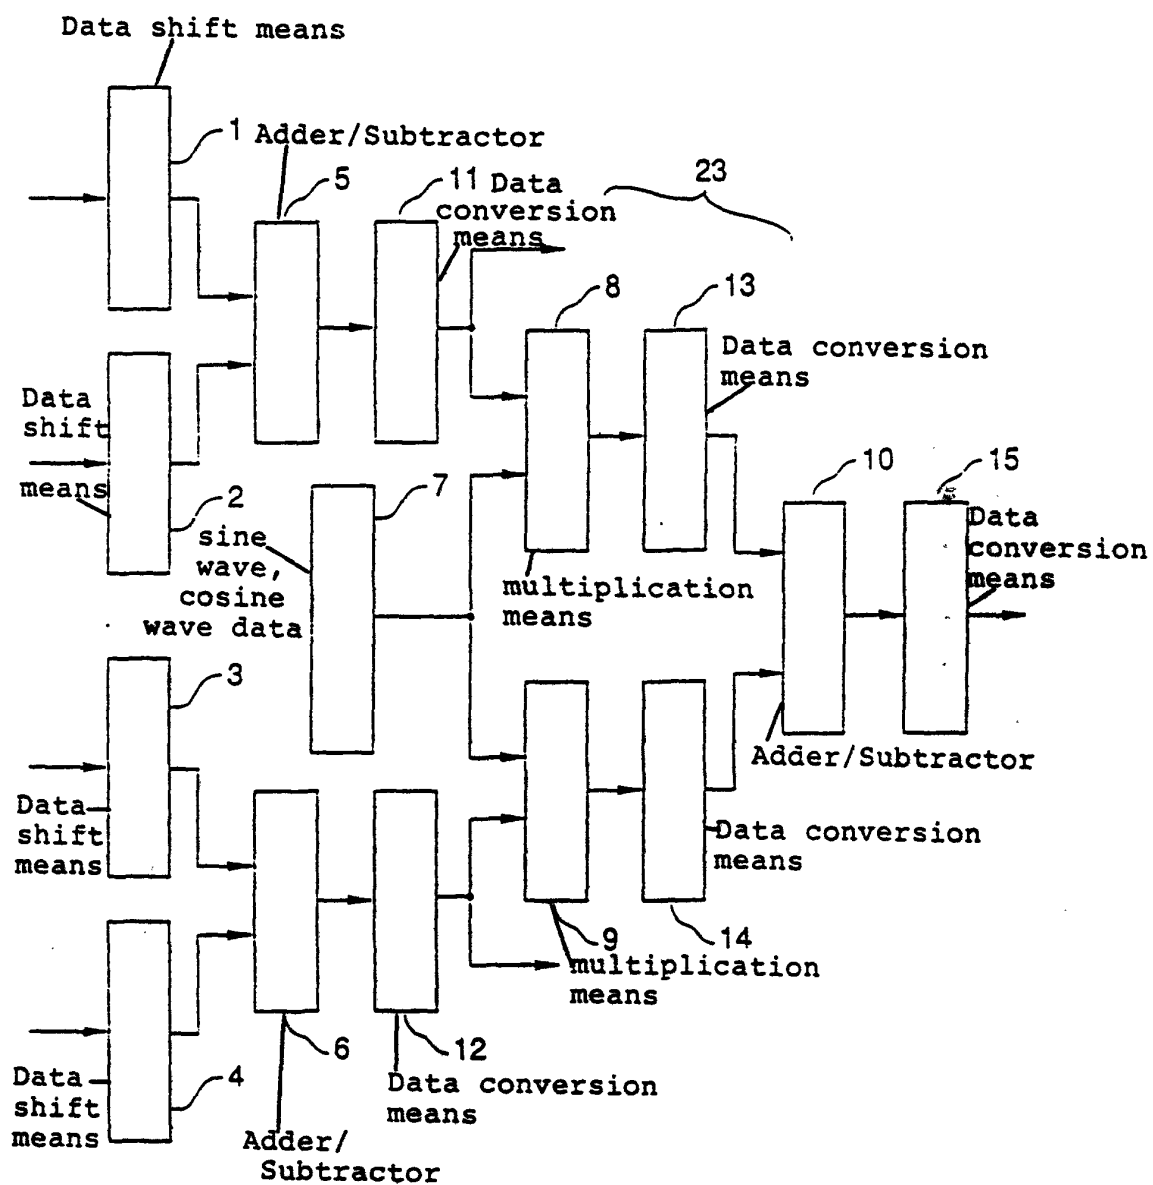 Data shift means
1
Adder/Subtractor
5
11
Data
conversion
means
23
8
13
Data conversion
means
Data
shift
means
2
7
sine
wave,
cosine
wave data
multiplication
means
10
15
Data
conversion
means
3
Data
shift
means
Adder/Subtractor
Data conversion
means
9
multiplication
means
14
6
12
Data
shift
means
4
Data conversion
means
Adder/
Subtractor